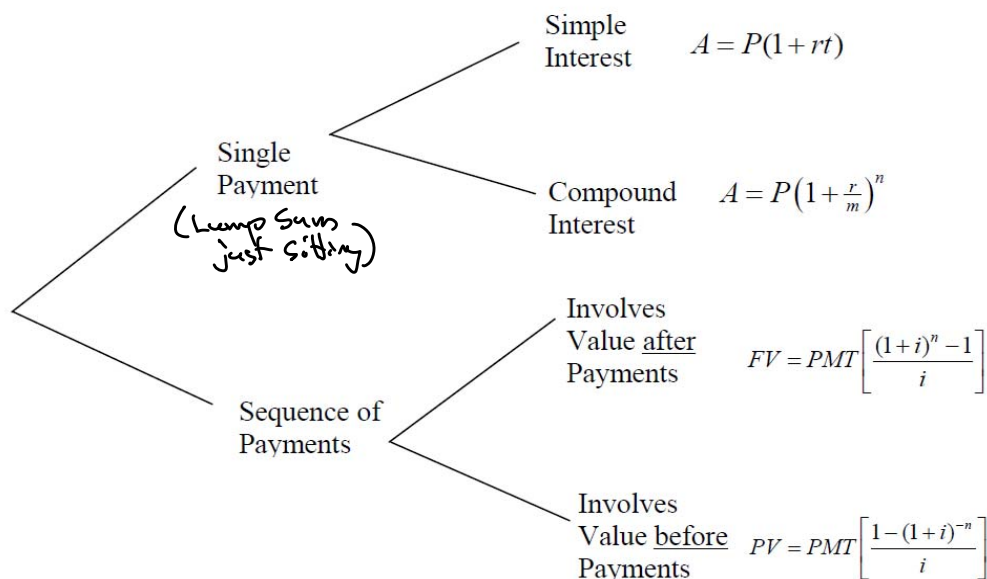 Simple
Interest
A = P(1 + rt)
Single
Payment
(Lump Sum
just sitting)
Compound
Interest
A = P(1 + r/m)^n
Involves
Value after
Payments
FV = PMT[((1 + i)^n − 1)/i]
Sequence of
Payments
Involves
Value before
Payments
PV = PMT[(1 − (1 + i)^−n)/i]